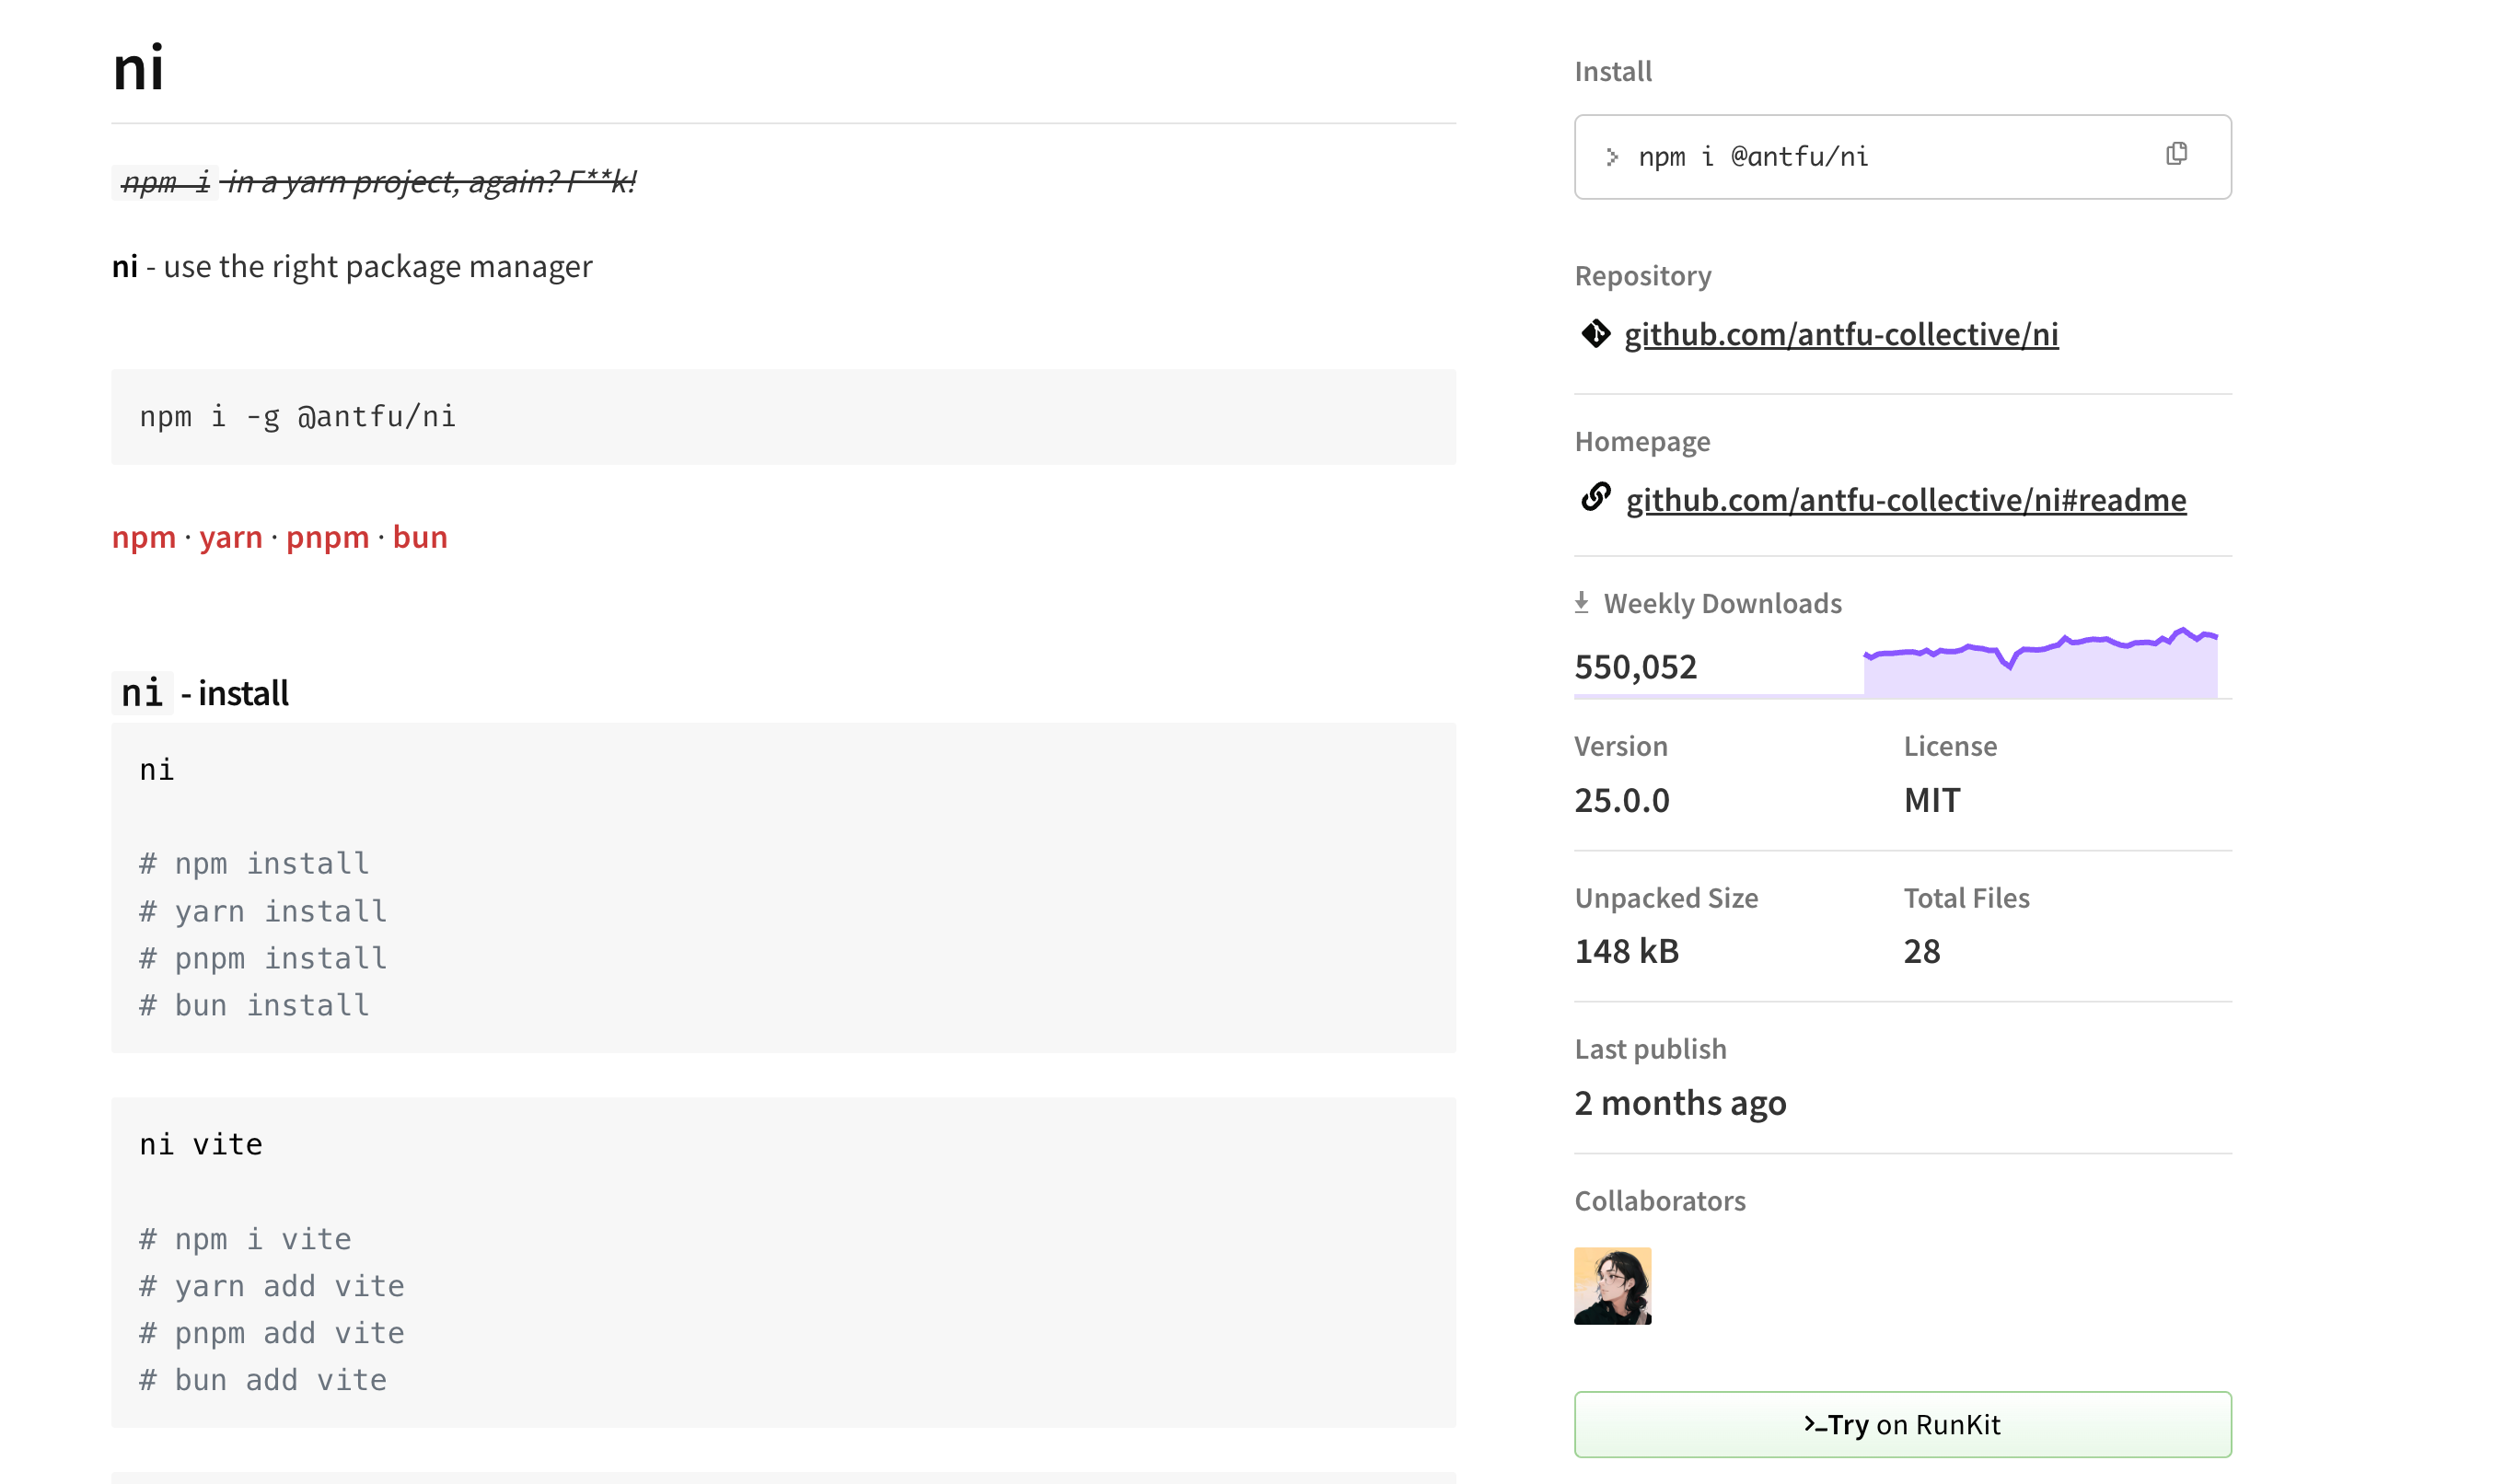 ni
npm i in a yarn project, again? F**k!
ni - use the right package manager
npm i -g @antfu/ni
npm · yarn · pnpm · bun
ni - install
ni
# npm install
# yarn install
# pnpm install
# bun install
ni vite
# npm i vite
# yarn add vite
# pnpm add vite
# bun add vite
Install
> npm i @antfu/ni
Repository
github.com/antfu-collective/ni
Homepage
github.com/antfu-collective/ni#readme
Weekly Downloads
550,052
Version
25.0.0
License
MIT
Unpacked Size
148 kB
Total Files
28
Last publish
2 months ago
Collaborators
>_Try on RunKit